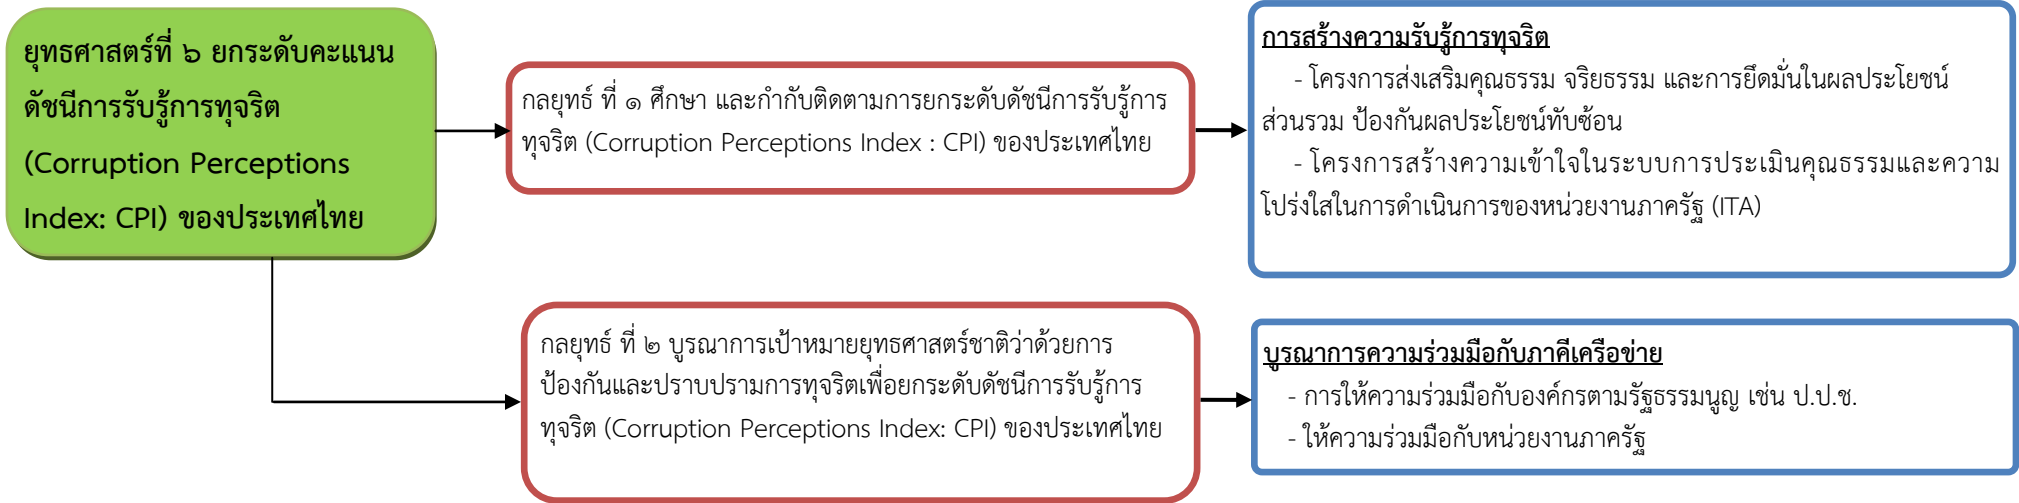 ยุทธศาสตร์ที่ ๖ ยกระดับคะแนน
ดัชนีการรับรู้การทุจริต
(Corruption Perceptions
Index: CPI) ของประเทศไทย
กลยุทธ์ ที่ ๑ ศึกษา และกำกับติดตามการยกระดับดัชนีการรับรู้การ
ทุจริต (Corruption Perceptions Index : CPI) ของประเทศไทย
การสร้างความรับรู้การทุจริต
- โครงการส่งเสริมคุณธรรม จริยธรรม และการยึดมั่นในผลประโยชน์
ส่วนรวม ป้องกันผลประโยชน์ทับซ้อน
- โครงการสร้างความเข้าใจในระบบการประเมินคุณธรรมและความ
โปร่งใสในการดำเนินการของหน่วยงานภาครัฐ (ITA)
กลยุทธ์ ที่ ๒ บูรณาการเป้าหมายยุทธศาสตร์ชาติว่าด้วยการ
ป้องกันและปราบปรามการทุจริตเพื่อยกระดับดัชนีการรับรู้การ
ทุจริต (Corruption Perceptions Index: CPI) ของประเทศไทย
บูรณาการความร่วมมือกับภาคีเครือข่าย
- การให้ความร่วมมือกับองค์กรตามรัฐธรรมนูญ เช่น ป.ป.ช.
- ให้ความร่วมมือกับหน่วยงานภาครัฐ